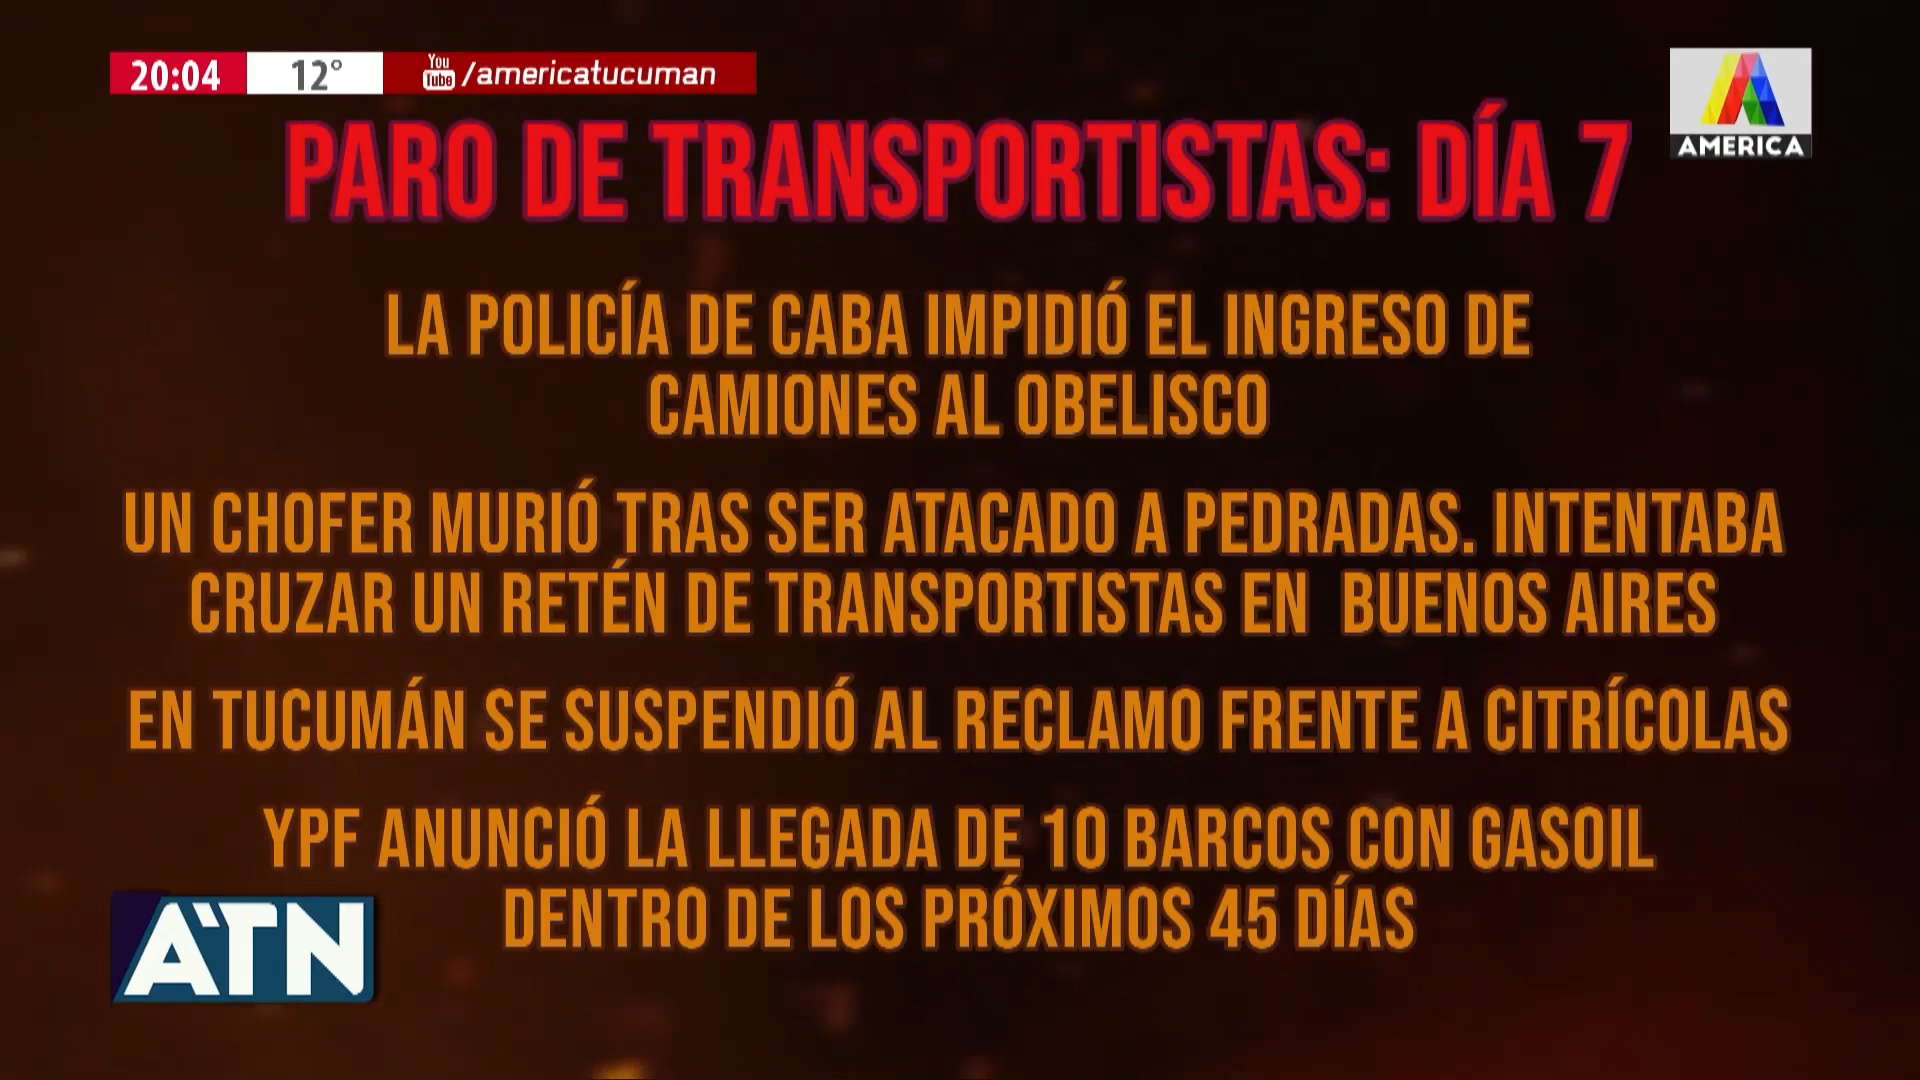 20:04 12° You Tube /americatucuman
AMERICA
PARO DE TRANSPORTISTAS: DÍA 7
LA POLICÍA DE CABA IMPIDIÓ EL INGRESO DE
CAMIONES AL OBELISCO
UN CHOFER MURIÓ TRAS SER ATACADO A PEDRADAS. INTENTABA
CRUZAR UN RETÉN DE TRANSPORTISTAS EN BUENOS AIRES
EN TUCUMÁN SE SUSPENDIÓ AL RECLAMO FRENTE A CITRÍCOLAS
YPF ANUNCIÓ LA LLEGADA DE 10 BARCOS CON GASOIL
DENTRO DE LOS PRÓXIMOS 45 DÍAS
ATN